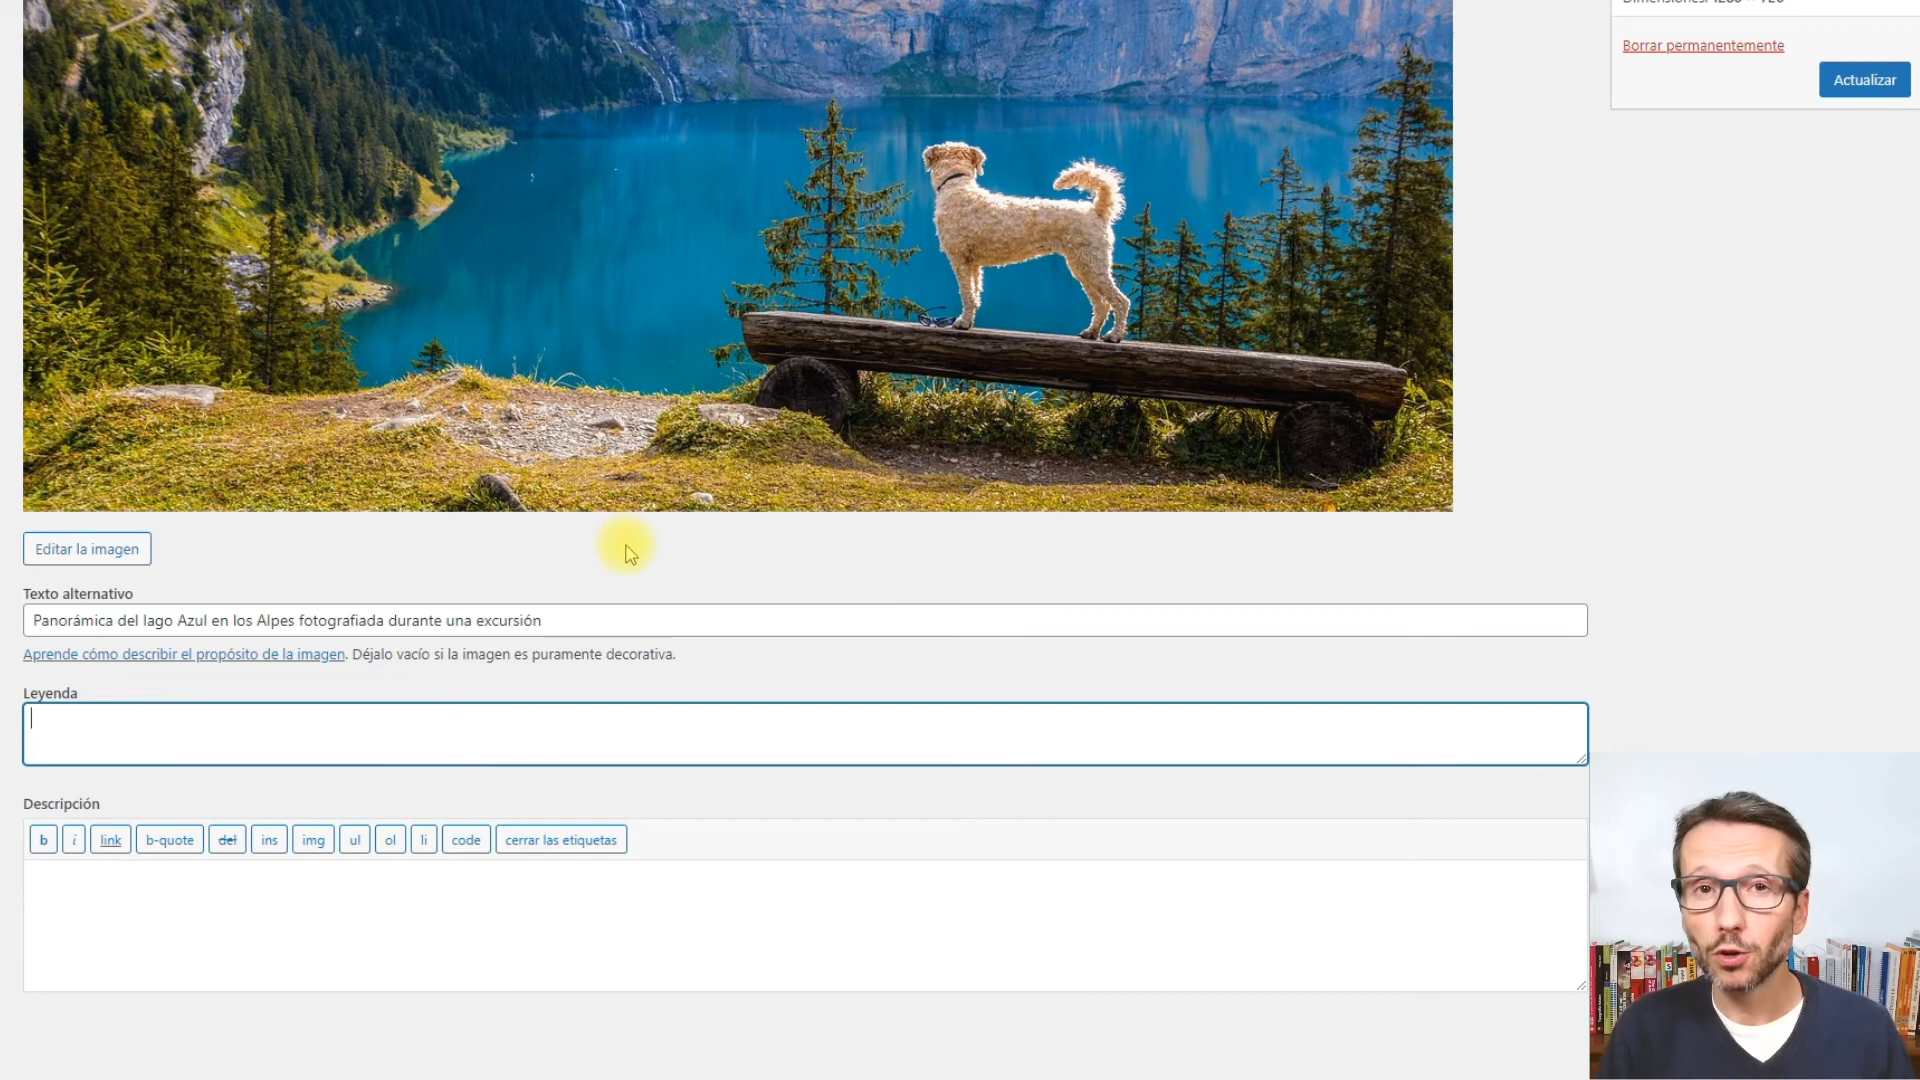 Borrar permanentemente
Actualizar
Editar la imagen
Texto alternativo
Panorámica del lago Azul en los Alpes fotografiada durante una excursión
Aprende cómo describir el propósito de la imagen. Déjalo vacío si la imagen es puramente decorativa.
Leyenda
Descripción
b i link b-quote del ins img ul ol li code cerrar las etiquetas